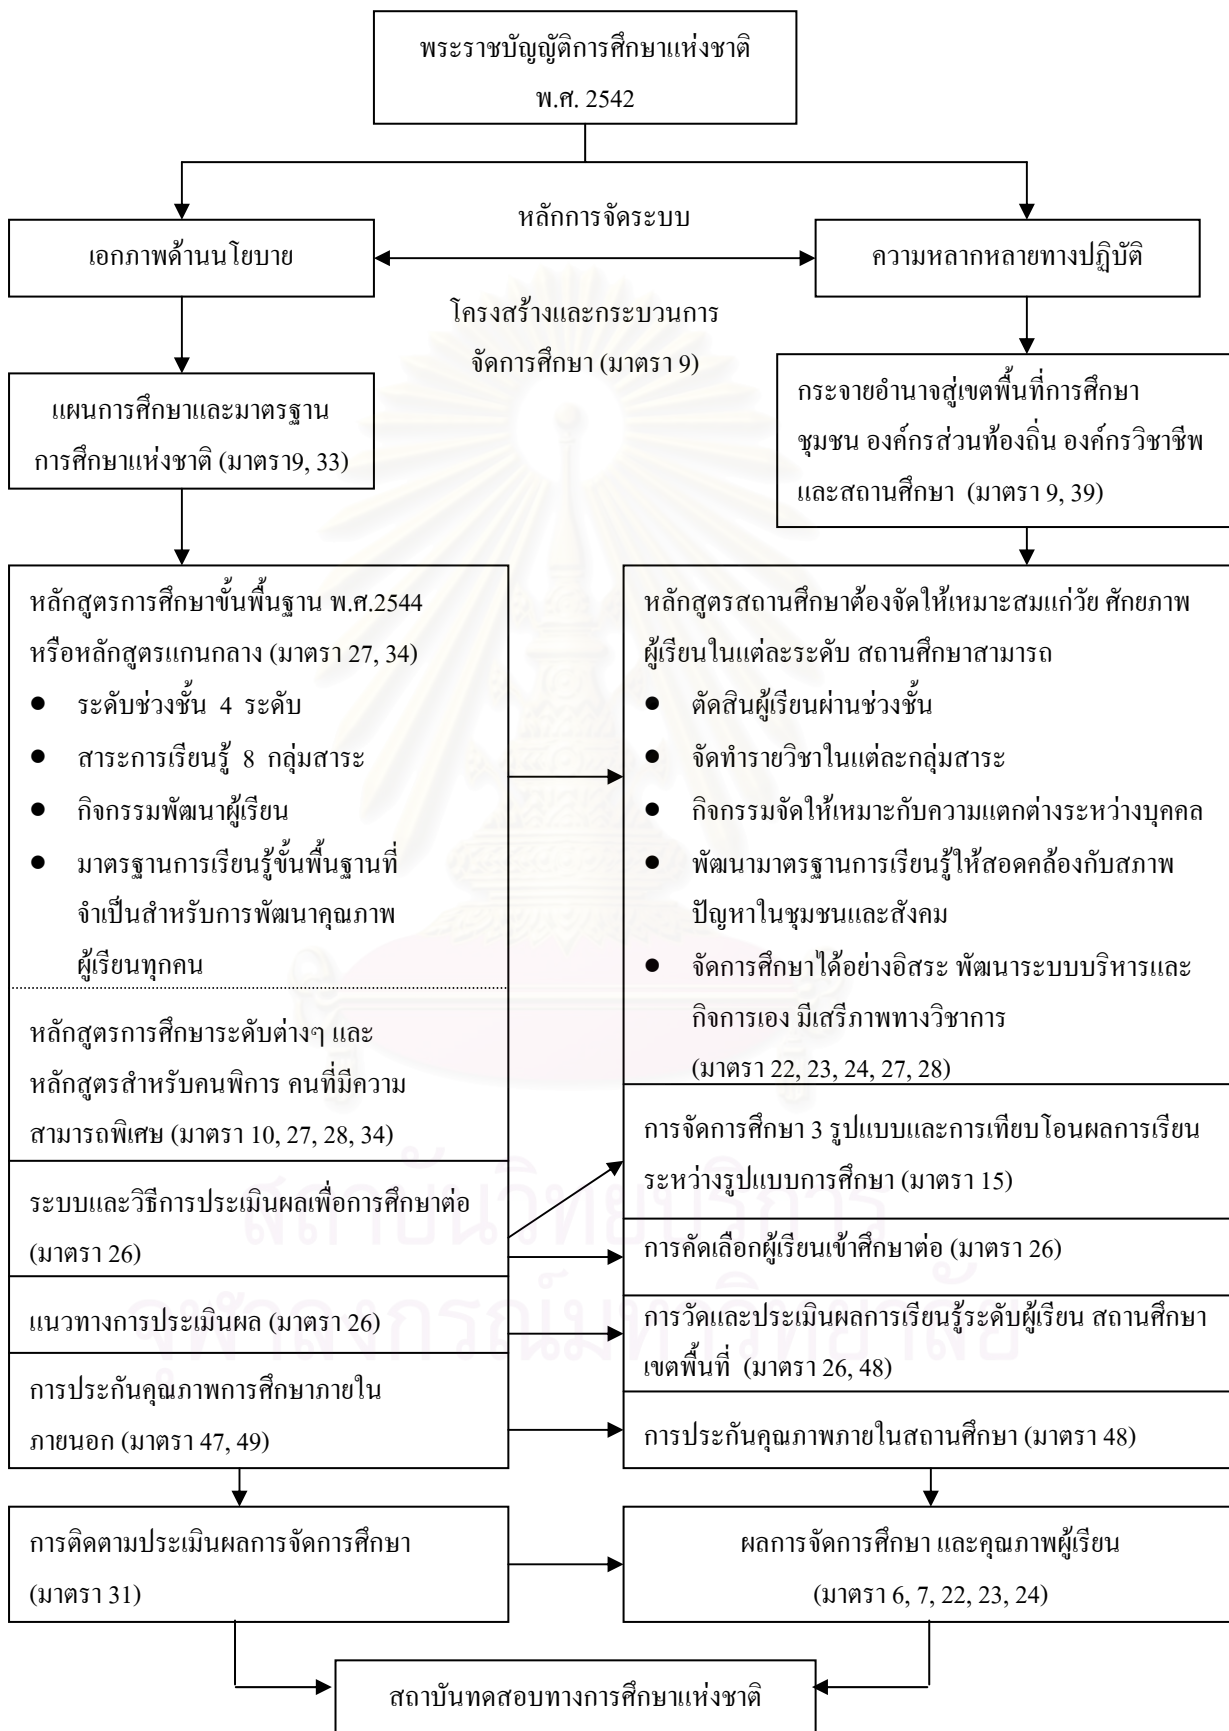 พระราชบัญญัติการศึกษาแห่งชาติ
พ.ศ. 2542
หลักการจัดระบบ
เอกภาพด้านนโยบาย
ความหลากหลายทางปฏิบัติ
โครงสร้างและกระบวนการ
จัดการศึกษา (มาตรา 9)
แผนการศึกษาและมาตรฐาน
การศึกษาแห่งชาติ (มาตรา9, 33)
กระจายอำนาจสู่เขตพื้นที่การศึกษา
ชุมชน องค์กรส่วนท้องถิ่น องค์กรวิชาชีพ
และสถานศึกษา (มาตรา 9, 39)
หลักสูตรการศึกษาขั้นพื้นฐาน พ.ศ.2544
หรือหลักสูตรแกนกลาง (มาตรา 27, 34)
● ระดับช่วงชั้น 4 ระดับ
● สาระการเรียนรู้ 8 กลุ่มสาระ
● กิจกรรมพัฒนาผู้เรียน
● มาตรฐานการเรียนรู้ขั้นพื้นฐานที่
จำเป็นสำหรับการพัฒนาคุณภาพ
ผู้เรียนทุกคน
หลักสูตรการศึกษาระดับต่างๆ และ
หลักสูตรสำหรับคนพิการ คนที่มีความ
สามารถพิเศษ (มาตรา 10, 27, 28, 34)
ระบบและวิธีการประเมินผลเพื่อการศึกษาต่อ
(มาตรา 26)
แนวทางการประเมินผล (มาตรา 26)
การประกันคุณภาพการศึกษาภายใน
ภายนอก (มาตรา 47, 49)
หลักสูตรสถานศึกษาต้องจัดให้เหมาะสมแก่วัย ศักยภาพ
ผู้เรียนในแต่ละระดับ สถานศึกษาสามารถ
● ตัดสินผู้เรียนผ่านช่วงชั้น
● จัดทำรายวิชาในแต่ละกลุ่มสาระ
● กิจกรรมจัดให้เหมาะกับความแตกต่างระหว่างบุคคล
● พัฒนามาตรฐานการเรียนรู้ให้สอดคล้องกับสภาพ
ปัญหาในชุมชนและสังคม
● จัดการศึกษาได้อย่างอิสระ พัฒนาระบบบริหารและ
กิจการเอง มีเสรีภาพทางวิชาการ
(มาตรา 22, 23, 24, 27, 28)
การจัดการศึกษา 3 รูปแบบและการเทียบโอนผลการเรียน
ระหว่างรูปแบบการศึกษา (มาตรา 15)
การคัดเลือกผู้เรียนเข้าศึกษาต่อ (มาตรา 26)
การวัดและประเมินผลการเรียนรู้ระดับผู้เรียน สถานศึกษา
เขตพื้นที่ (มาตรา 26, 48)
การประกันคุณภาพภายในสถานศึกษา (มาตรา 48)
สถาบันวิทยบริการ
จุฬาลงกรณ์มหาวิทยาลัย
การติดตามประเมินผลการจัดการศึกษา
(มาตรา 31)
ผลการจัดการศึกษา และคุณภาพผู้เรียน
(มาตรา 6, 7, 22, 23, 24)
สถาบันทดสอบทางการศึกษาแห่งชาติ